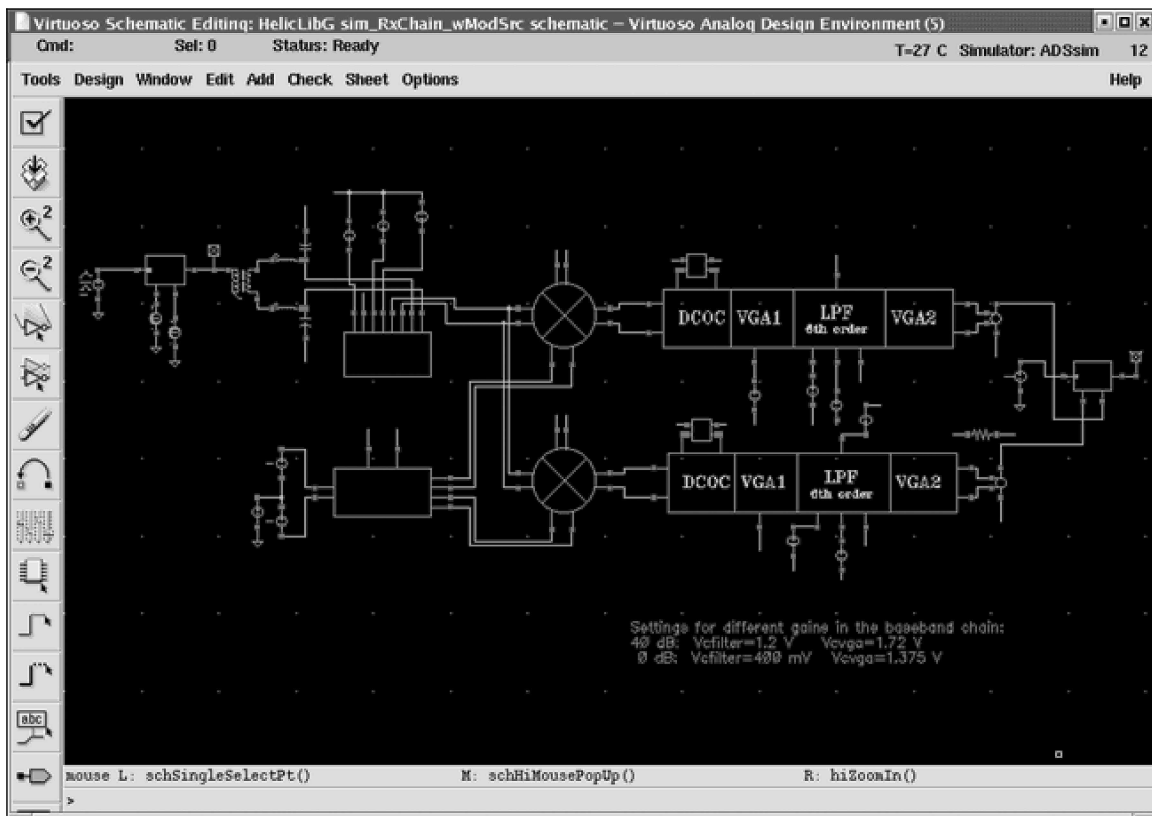 Virtuoso Schematic Editing: HelicLibG sim_RxChain_wModSrc schematic – Virtuoso Analog Design Environment (5)
Cmd: Sel: 0 Status: Ready T=27 C Simulator: ADSsim 12
Tools Design Window Edit Add Check Sheet Options Help
2
2
abc
DCOC VGA1 LPF VGA2
6th order
DCOC VGA1 LPF VGA2
6th order
Settings for different gains in the baseband chain:
40 dB: Vcfilter=1.2 V Vcvga=1.72 V
0 dB: Vcfilter=400 mV Vcvga=1.375 V
mouse L: schSingleSelectPt() M: schHiMousePopUp() R: hiZoomIn()
>